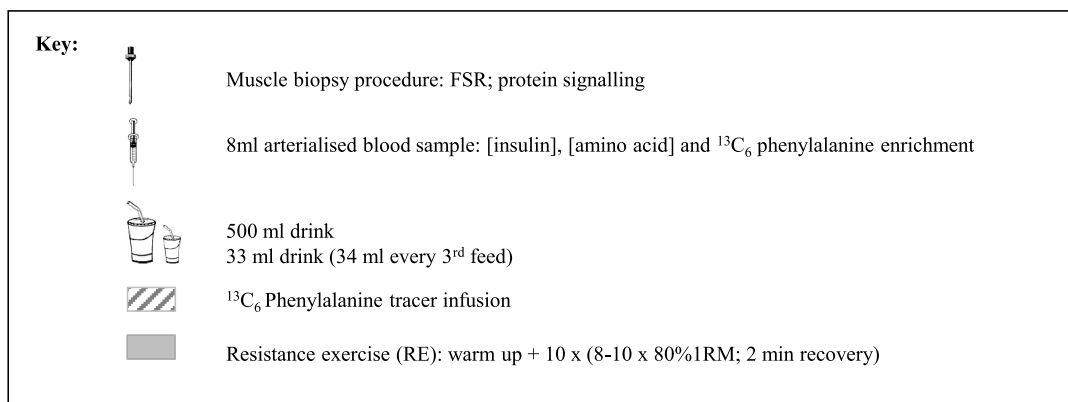 Key:
Muscle biopsy procedure: FSR; protein signalling
8ml arterialised blood sample: [insulin], [amino acid] and ¹³C₆ phenylalanine enrichment
500 ml drink
33 ml drink (34 ml every 3ʳᵈ feed)
¹³C₆ Phenylalanine tracer infusion
Resistance exercise (RE): warm up + 10 x (8-10 x 80%1RM; 2 min recovery)